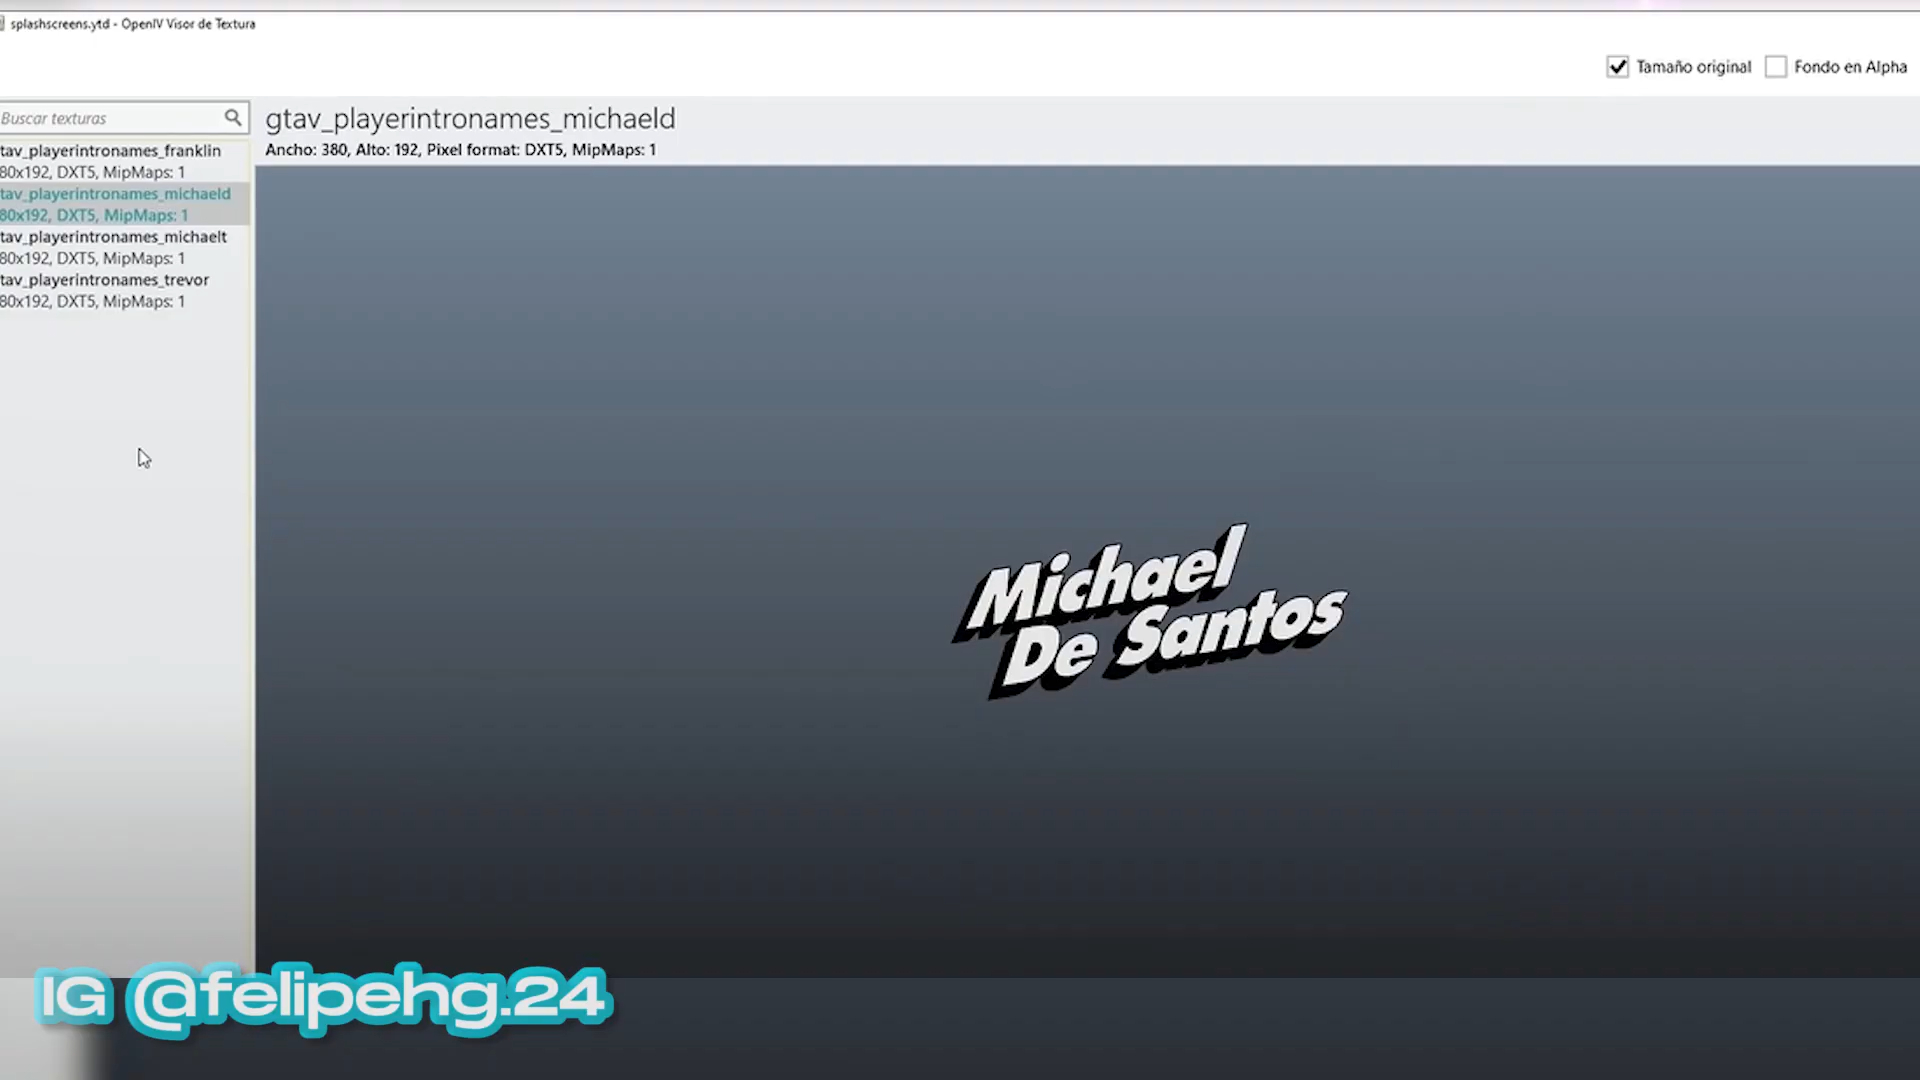 splashscreens.ytd - OpenIV Visor de Textura
Tamaño original
Fondo en Alpha
Buscar texturas
gtav_playerintronames_michaeld
Ancho: 380, Alto: 192, Pixel format: DXT5, MipMaps: 1
tav_playerintronames_franklin
80x192, DXT5, MipMaps: 1
tav_playerintronames_michaeld
80x192, DXT5, MipMaps: 1
tav_playerintronames_michaelt
80x192, DXT5, MipMaps: 1
tav_playerintronames_trevor
80x192, DXT5, MipMaps: 1
Michael
De Santos
IG @felipehg.24